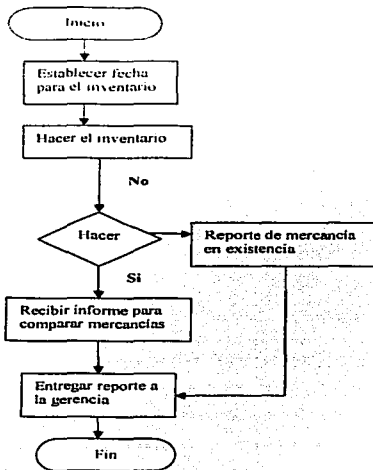 Inicio
Establecer fecha
para el inventario
Hacer el inventario
No
Hacer
Reporte de mercancía
en existencia
Si
Recibir informe para
comparar mercancías
Entregar reporte a
la gerencia
Fin